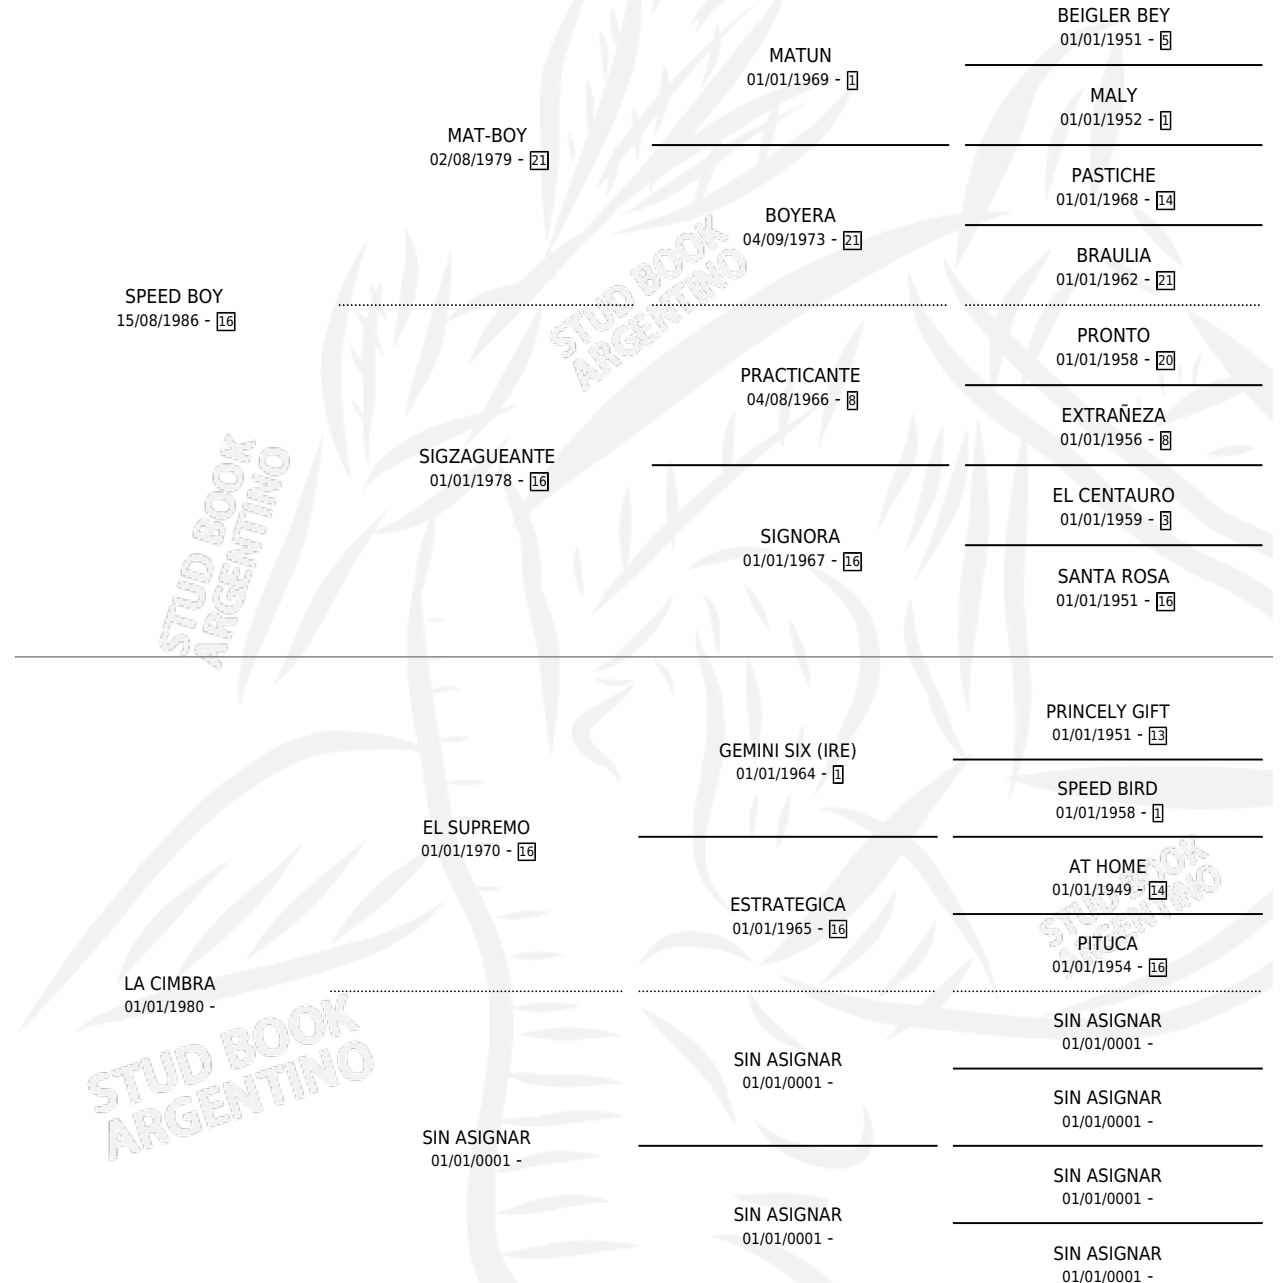 BEIGLER BEY
01/01/1951 - 5
MATUN
01/01/1969 - 1
MALY
01/01/1952 - 1
MAT-BOY
02/08/1979 - 21
PASTICHE
01/01/1968 - 14
BOYERA
04/09/1973 - 21
BRAULIA
01/01/1962 - 21
SPEED BOY
15/08/1986 - 16
STUD BOOK
ARGENTINO
PRONTO
01/01/1958 - 20
PRACTICANTE
04/08/1966 - 8
EXTRAÑEZA
01/01/1956 - 8
SIGZAGUEANTE
01/01/1978 - 16
EL CENTAURO
01/01/1959 - 3
SIGNORA
01/01/1967 - 16
SANTA ROSA
01/01/1951 - 16
STUD BOOK
ARGENTINO
PRINCELY GIFT
01/01/1951 - 13
GEMINI SIX (IRE)
01/01/1964 - 1
SPEED BIRD
01/01/1958 - 1
EL SUPREMO
01/01/1970 - 16
AT HOME
01/01/1949 - 14
ESTRATEGICA
01/01/1965 - 16
STUD BOOK
ARGENTINO
PITUCA
01/01/1954 - 16
LA CIMBRA
01/01/1980 -
SIN ASIGNAR
01/01/0001 -
SIN ASIGNAR
01/01/0001 -
STUD BOOK
ARGENTINO
SIN ASIGNAR
01/01/0001 -
SIN ASIGNAR
01/01/0001 -
SIN ASIGNAR
01/01/0001 -
SIN ASIGNAR
01/01/0001 -
SIN ASIGNAR
01/01/0001 -